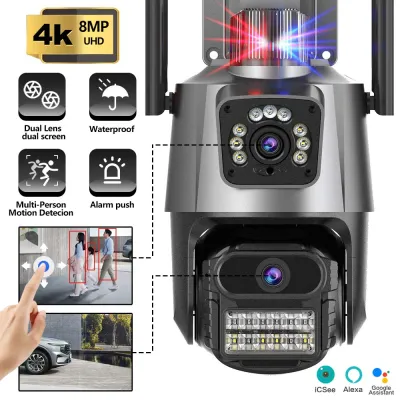 4k
8MP
UHD
Dual Lens
dual screen
Waterproof
Multi-Person
Motion Detecion
Alarm push
iCSee
Alexa
Google
Assistant